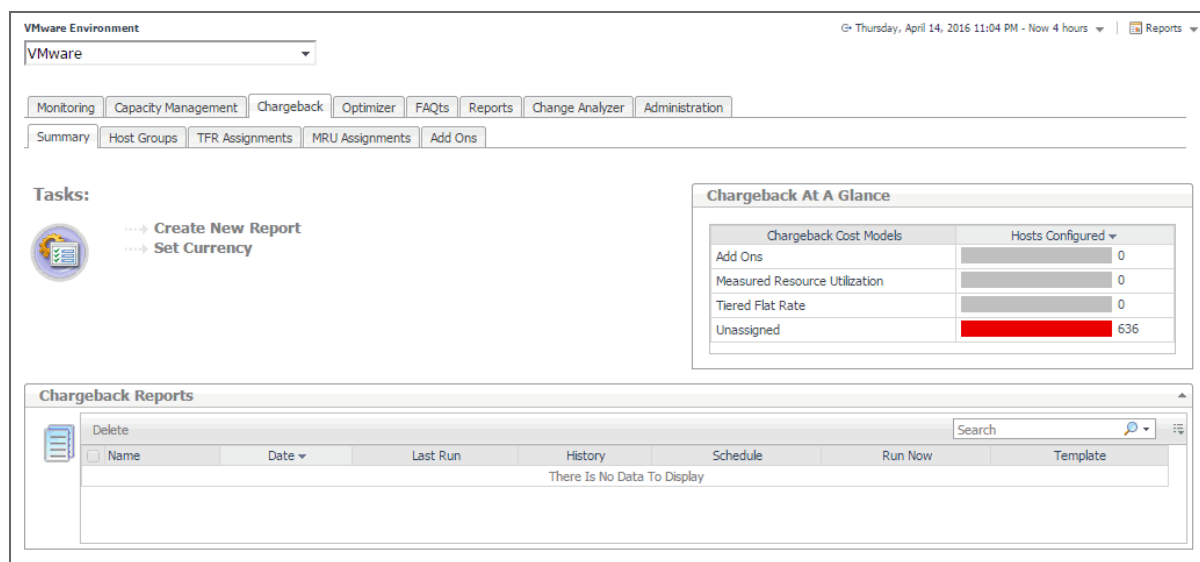 VMware Environment
Thursday, April 14, 2016 11:04 PM - Now 4 hours
Reports
VMware
Monitoring
Capacity Management
Chargeback
Optimizer
FAQts
Reports
Change Analyzer
Administration
Summary
Host Groups
TFR Assignments
MRU Assignments
Add Ons
Tasks:
Create New Report
Set Currency
Chargeback At A Glance
Chargeback Cost Models Hosts Configured
Add Ons 0
Measured Resource Utilization 0
Tiered Flat Rate 0
Unassigned 636
Chargeback Reports
Delete
Search
Name Date Last Run History Schedule Run Now Template
There Is No Data To Display